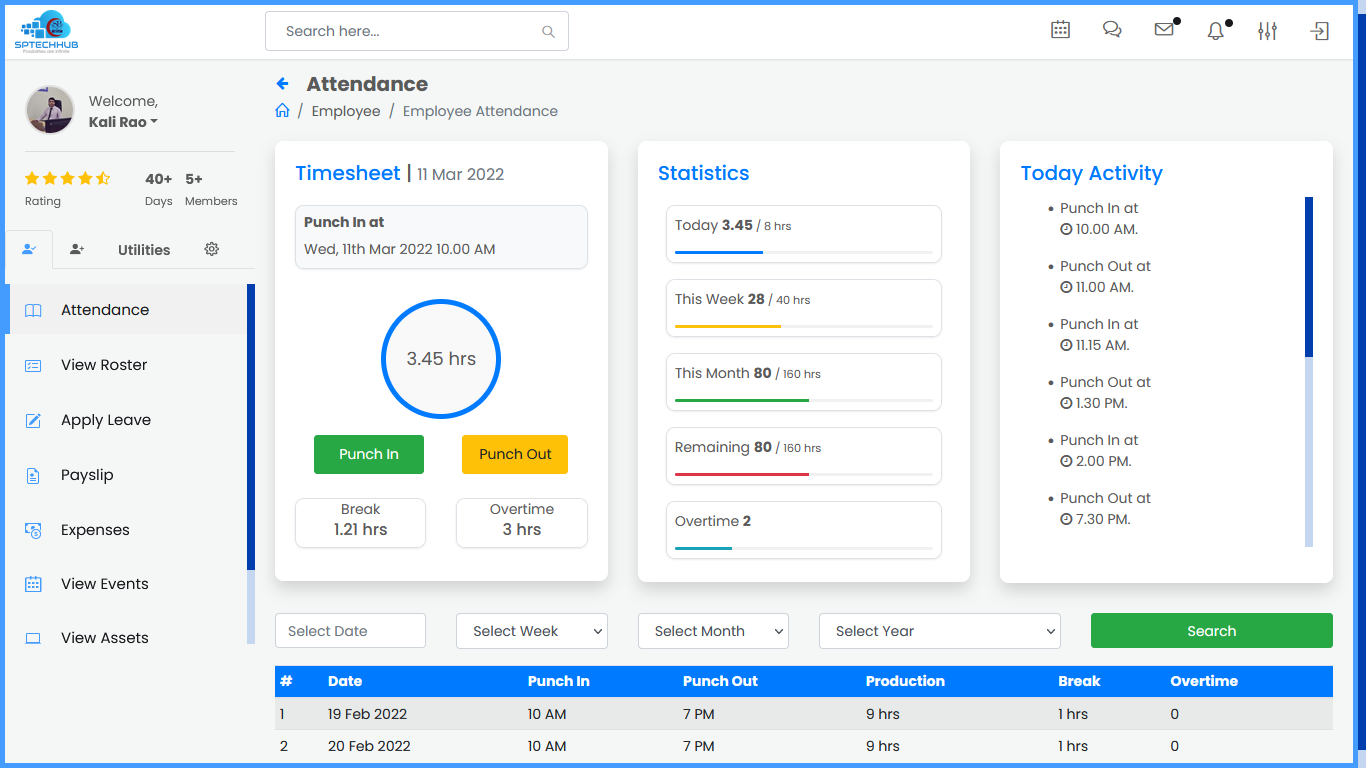 SPTECHHUB
Search here...
Welcome,
Kali Rao
40+ 5+
Rating Days Members
Utilities
Attendance
View Roster
Apply Leave
Payslip
Expenses
View Events
View Assets
Attendance
/ Employee / Employee Attendance
Timesheet | 11 Mar 2022
Punch In at
Wed, 11th Mar 2022 10.00 AM
3.45 hrs
Punch In Punch Out
Break
1.21 hrs
Overtime
3 hrs
Statistics
Today 3.45 / 8 hrs
This Week 28 / 40 hrs
This Month 80 / 160 hrs
Remaining 80 / 160 hrs
Overtime 2
Today Activity
• Punch In at
10.00 AM.
• Punch Out at
11.00 AM.
• Punch In at
11.15 AM.
• Punch Out at
1.30 PM.
• Punch In at
2.00 PM.
• Punch Out at
7.30 PM.
Select Date Select Week Select Month Select Year Search
# Date Punch In Punch Out Production Break Overtime
1 19 Feb 2022 10 AM 7 PM 9 hrs 1 hrs 0
2 20 Feb 2022 10 AM 7 PM 9 hrs 1 hrs 0